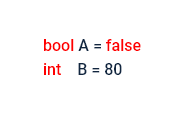 bool A = false
int B = 80